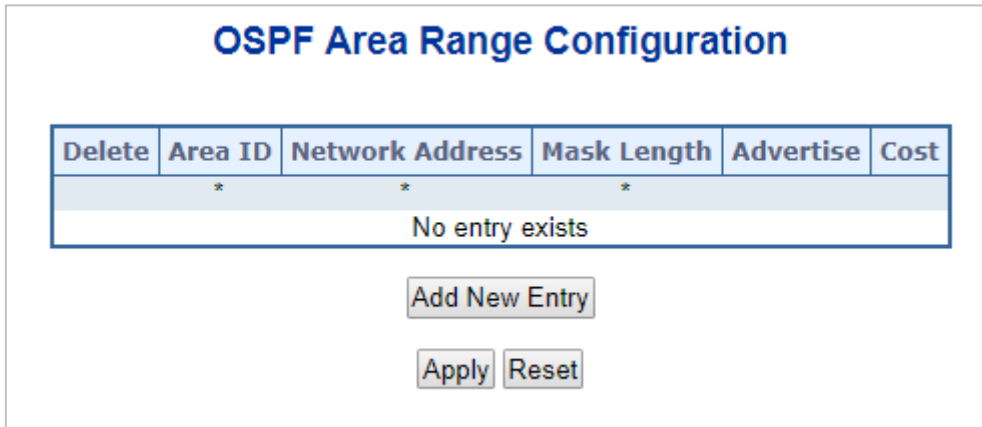 OSPF Area Range Configuration
Delete Area ID Network Address Mask Length Advertise Cost
* * *
No entry exists
Add New Entry
Apply Reset